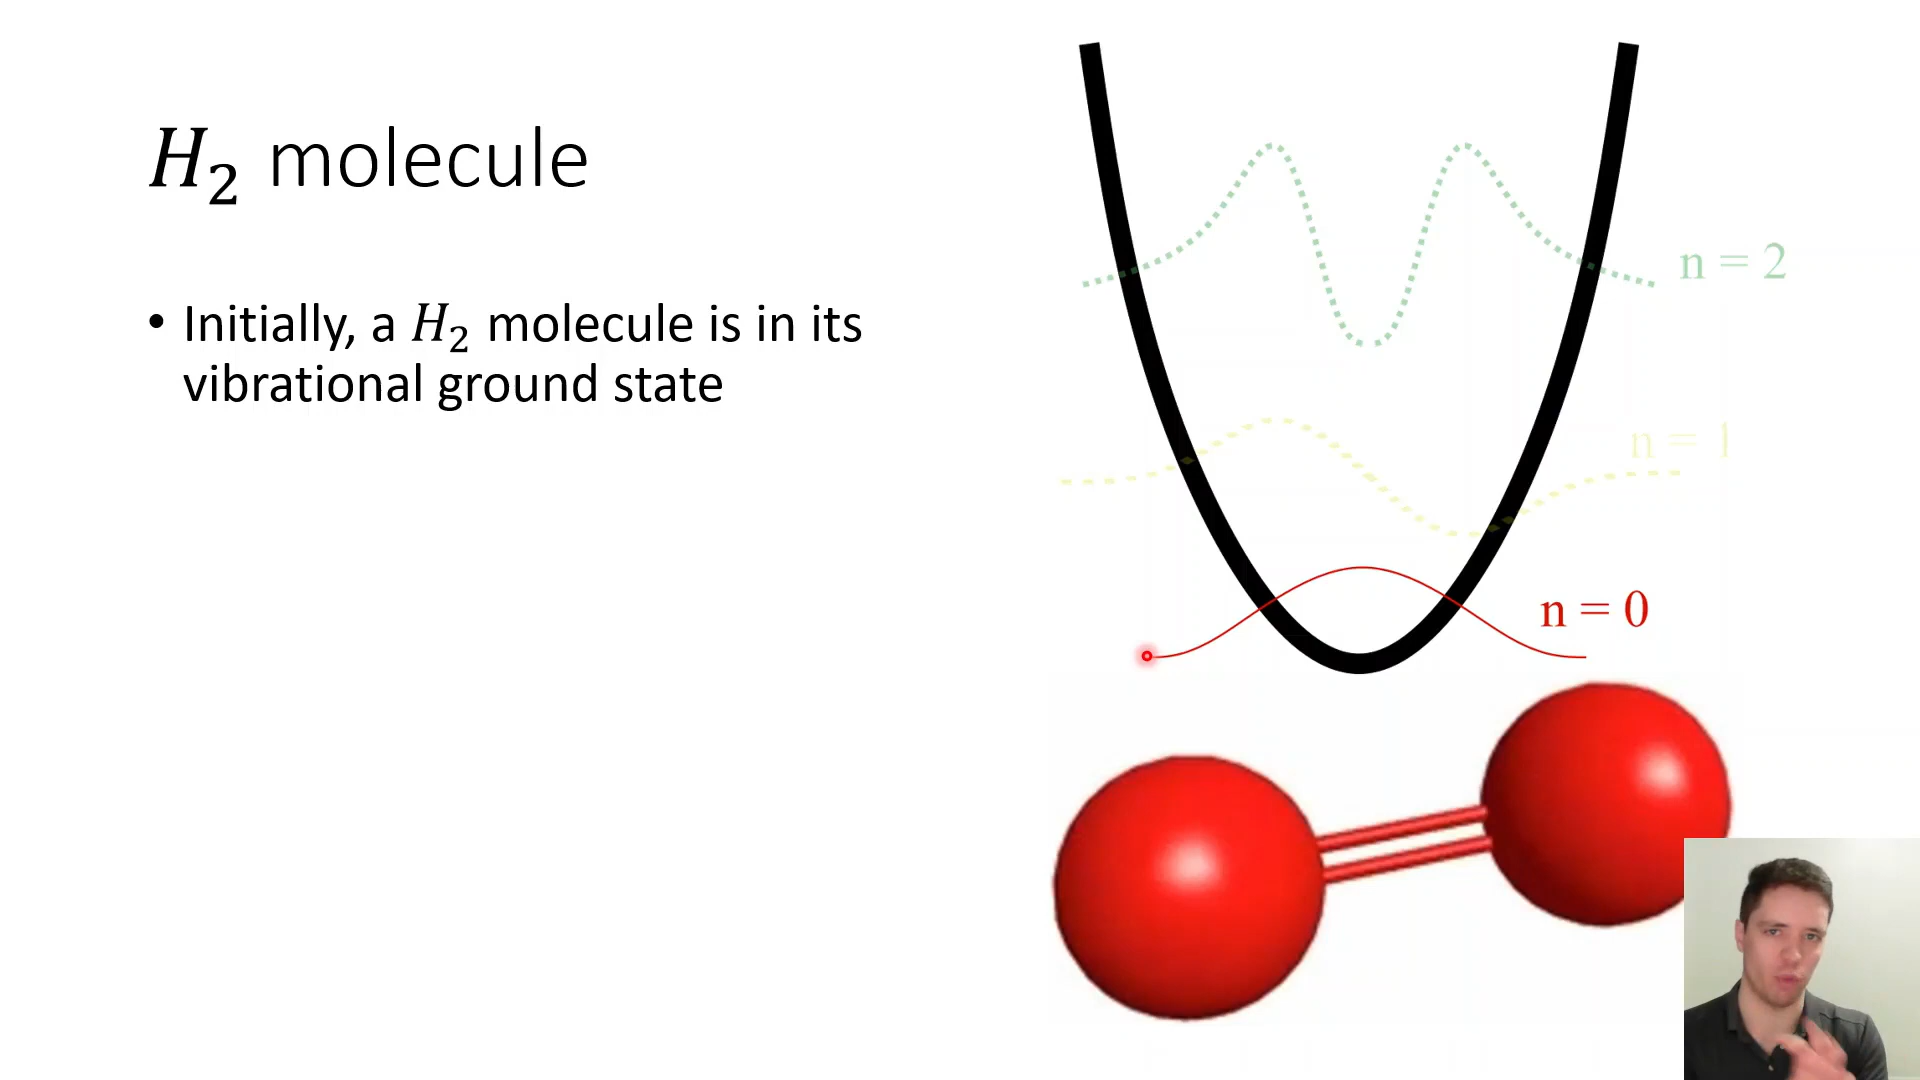 H₂ molecule
• Initially, a H₂ molecule is in its
vibrational ground state
n = 2
n = 1
n = 0